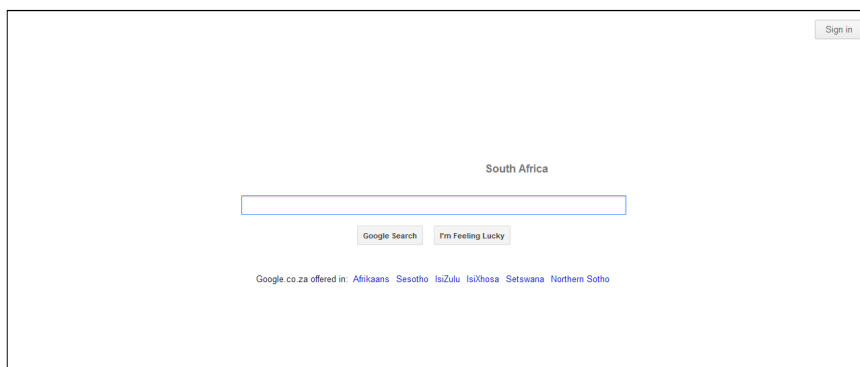 Sign in
South Africa
Google Search I'm Feeling Lucky
Google.co.za offered in: Afrikaans Sesotho IsiZulu IsiXhosa Setswana Northern Sotho